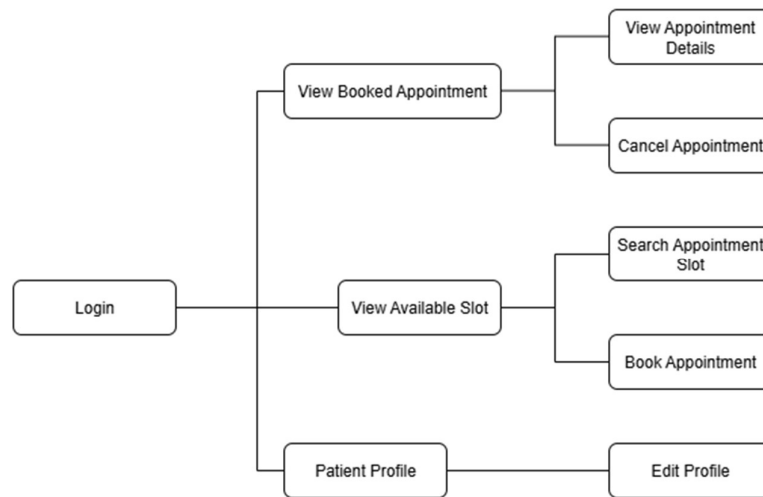 View Appointment
Details
View Booked Appointment
Cancel Appointment
Search Appointment
Slot
Login
View Available Slot
Book Appointment
Patient Profile
Edit Profile